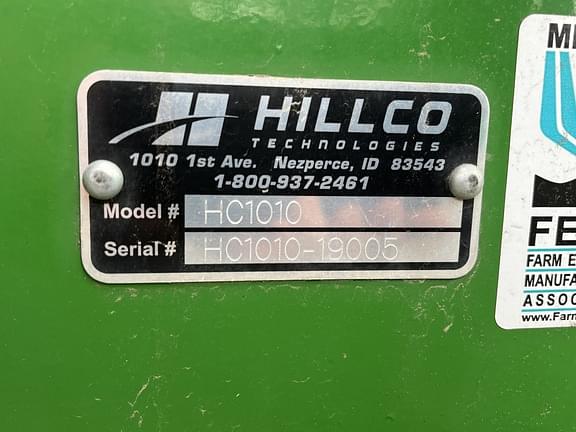 HILLCO
TECHNOLOGIES
1010 1st Ave. Nezperce, ID 83543
1-800-937-2461
Model # HC1010
Serial # HC1010-19005
FARM
MANUFA
ASSOC
www.Farm